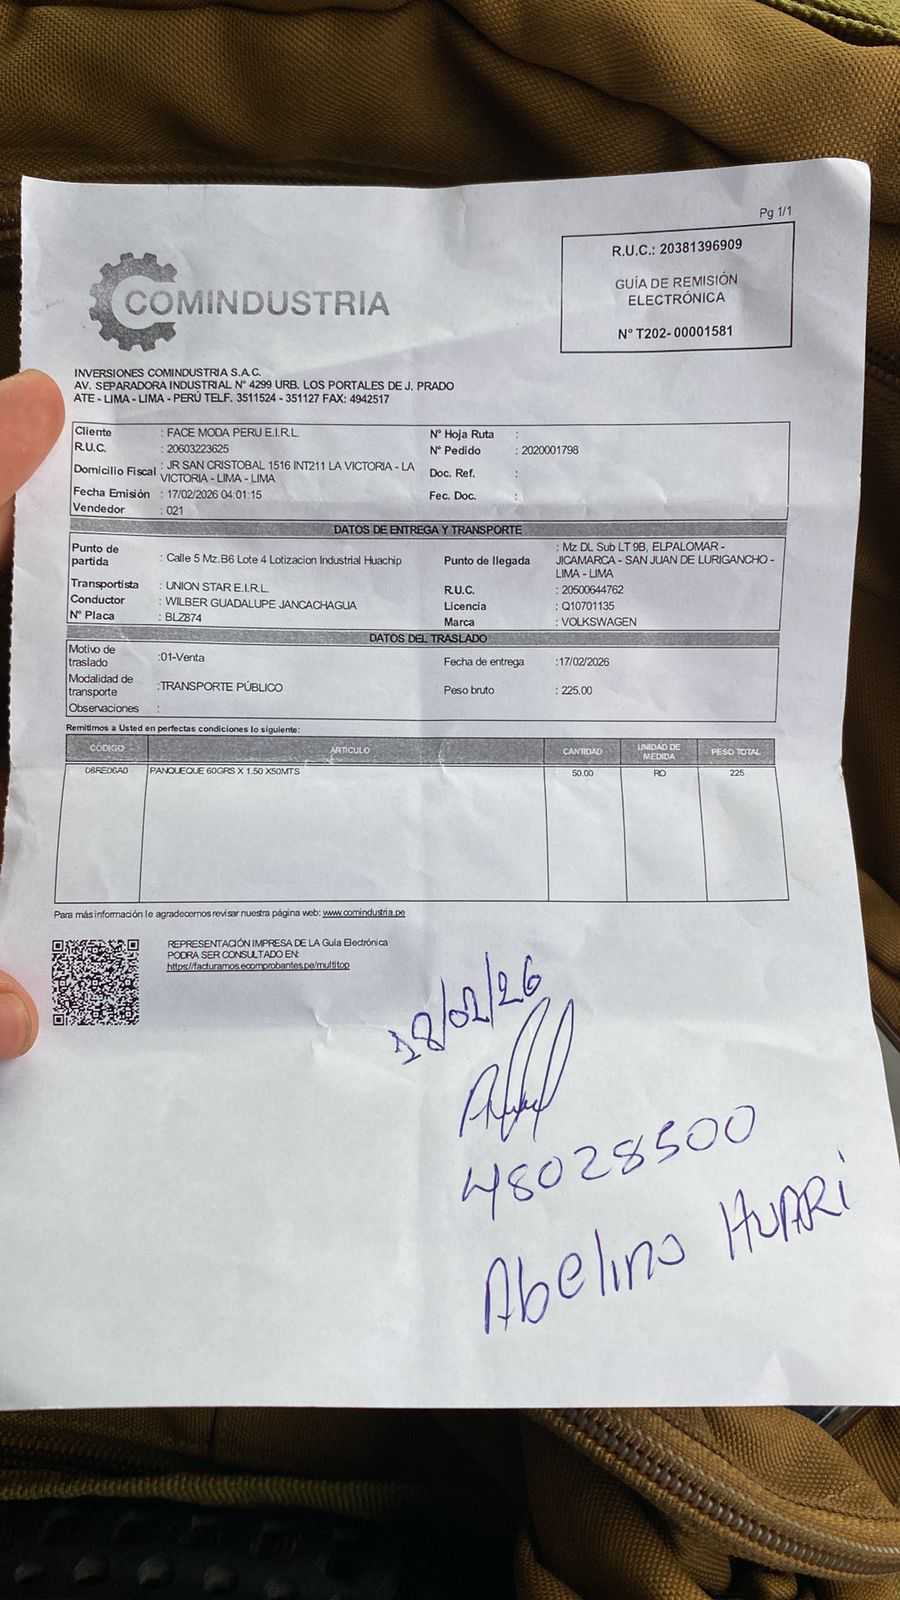 Pg 1/1
R.U.C.: 20381396909
GUÍA DE REMISIÓN
ELECTRÓNICA
N° T202- 00001581
COMINDUSTRIA
INVERSIONES COMINDUSTRIA S.A.C.
AV. SEPARADORA INDUSTRIAL N° 4299 URB. LOS PORTALES DE J. PRADO
ATE - LIMA - LIMA - PERÚ TELF. 3511524 - 351127 FAX: 4942517
Cliente : FACE MODA PERU E.I.R.L. N° Hoja Ruta :
R.U.C. : 20603223625 N° Pedido : 2020001798
Domicilio Fiscal : JR SAN CRISTOBAL 1516 INT211 LA VICTORIA - LA VICTORIA - LIMA - LIMA Doc. Ref. :
Fecha Emisión : 17/02/2026 04:01:15 Fec. Doc. :
Vendedor : 021
DATOS DE ENTREGA Y TRANSPORTE
Punto de partida : Calle 5 Mz.B6 Lote 4 Lotizacion Industrial Huachip Punto de llegada : Mz DL Sub LT 9B, ELPALOMAR - JICAMARCA - SAN JUAN DE LURIGANCHO - LIMA - LIMA
Transportista : UNION STAR E.I.R.L. R.U.C. : 20500644762
Conductor : WILBER GUADALUPE JANCACHAGUA Licencia : Q10701135
N° Placa : BLZ874 Marca : VOLKSWAGEN
DATOS DEL TRASLADO
Motivo de traslado :01-Venta Fecha de entrega :17/02/2026
Modalidad de transporte :TRANSPORTE PÚBLICO Peso bruto : 225.00
Observaciones :
Remitimos a Usted en perfectas condiciones lo siguiente:
CÓDIGO ARTICULO CANTIDAD UNIDAD DE MEDIDA PESO TOTAL
08RE06A0 PANQUEQUE 60GRS X 1.50 X50MTS 50.00 RO 225
Para más información le agradecemos revisar nuestra página web: www.comindustria.pe
REPRESENTACIÓN IMPRESA DE LA Guía Electrónica
PODRA SER CONSULTADO EN:
https://facturamos.ecomprobantes.pe/multitop
18/02/26
48028500
Abelino HUARI